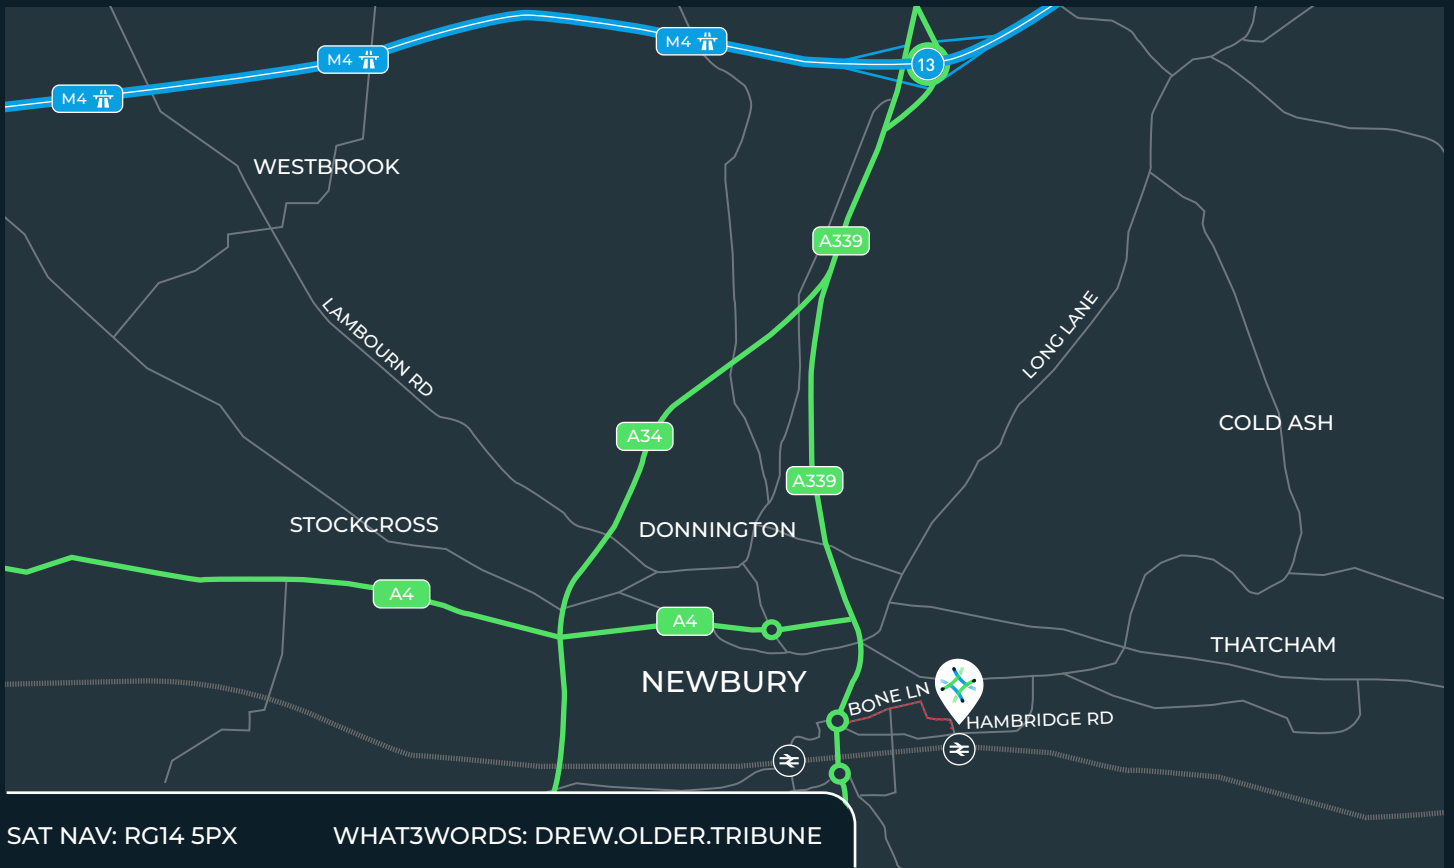 M4
M4
13
M4
WESTBROOK
A339
LAMBOURN RD
LONG LANE
COLD ASH
A34
A339
STOCKCROSS
DONNINGTON
A4
A4
THATCHAM
NEWBURY
BONE LN
HAMBRIDGE RD
SAT NAV: RG14 5PX
WHAT3WORDS: DREW.OLDER.TRIBUNE